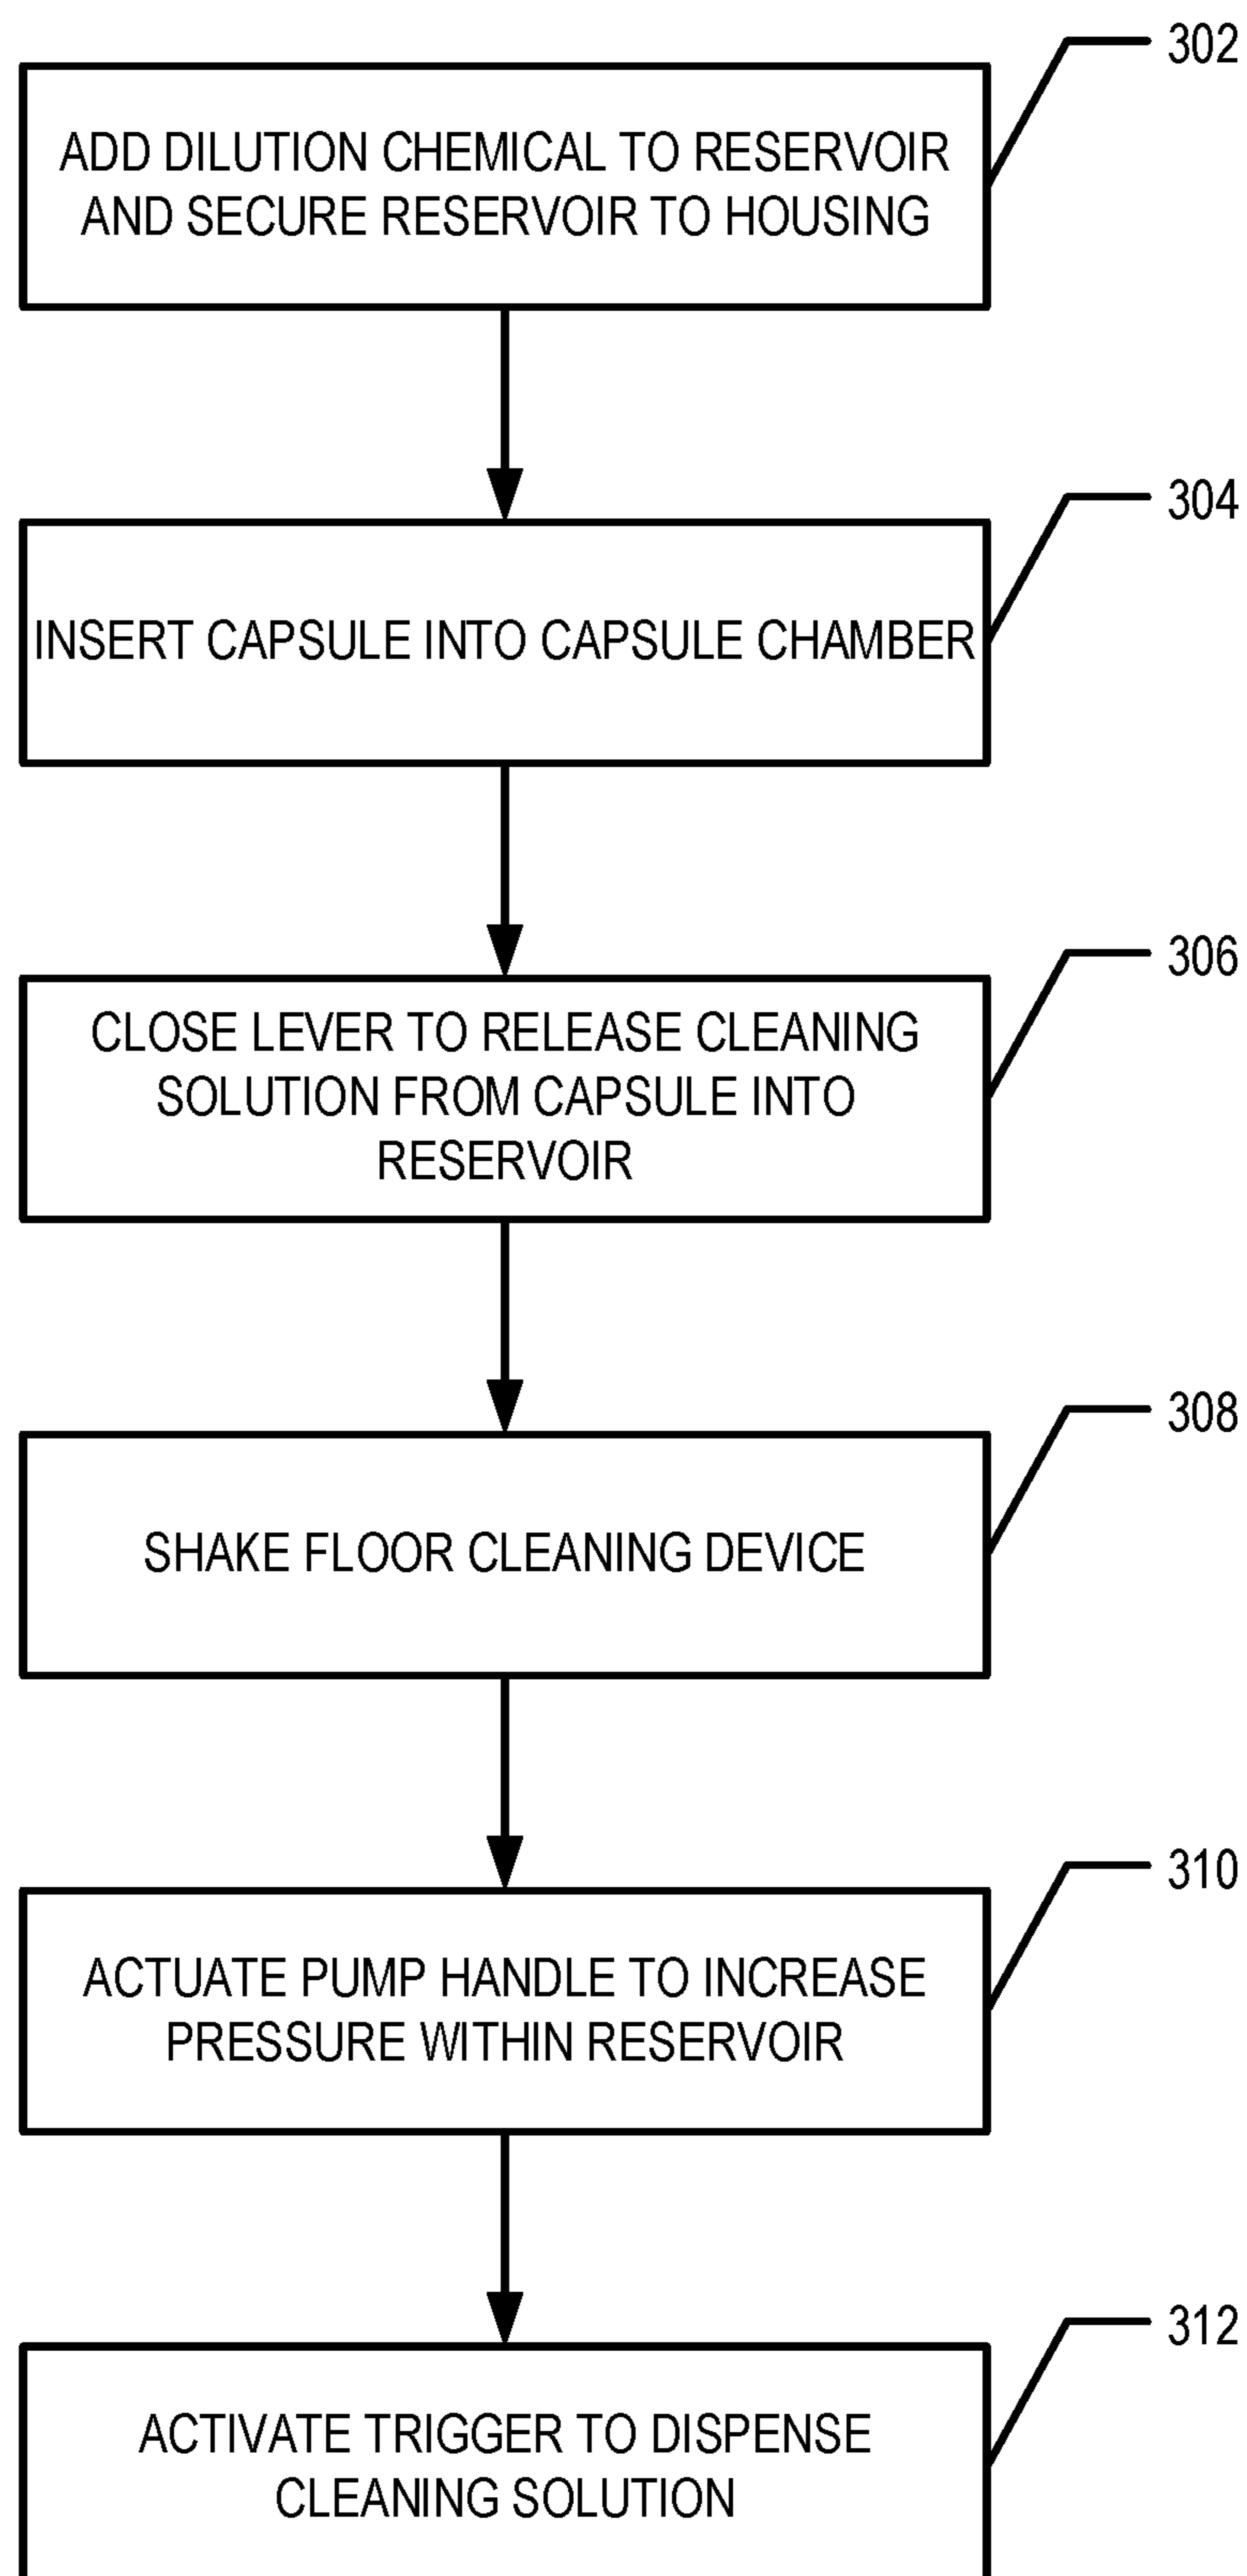 302
ADD DILUTION CHEMICAL TO RESERVOIR
AND SECURE RESERVOIR TO HOUSING
304
INSERT CAPSULE INTO CAPSULE CHAMBER
306
CLOSE LEVER TO RELEASE CLEANING
SOLUTION FROM CAPSULE INTO
RESERVOIR
308
SHAKE FLOOR CLEANING DEVICE
310
ACTUATE PUMP HANDLE TO INCREASE
PRESSURE WITHIN RESERVOIR
312
ACTIVATE TRIGGER TO DISPENSE
CLEANING SOLUTION